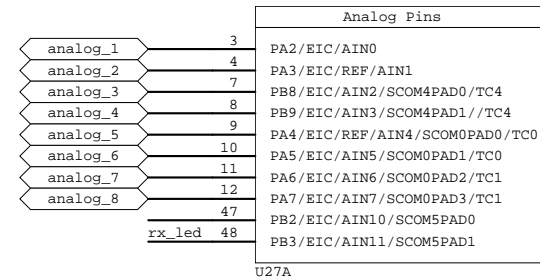 Analog Pins
analog_1 3 PA2/EIC/AIN0
analog_2 4 PA3/EIC/REF/AIN1
analog_3 7 PB8/EIC/AIN2/SCOM4PAD0/TC4
analog_4 8 PB9/EIC/AIN3/SCOM4PAD1//TC4
analog_5 9 PA4/EIC/REF/AIN4/SCOM0PAD0/TC0
analog_6 10 PA5/EIC/AIN5/SCOM0PAD1/TC0
analog_7 11 PA6/EIC/AIN6/SCOM0PAD2/TC1
analog_8 12 PA7/EIC/AIN7/SCOM0PAD3/TC1
47 PB2/EIC/AIN10/SCOM5PAD0
rx_led 48 PB3/EIC/AIN11/SCOM5PAD1
U27A